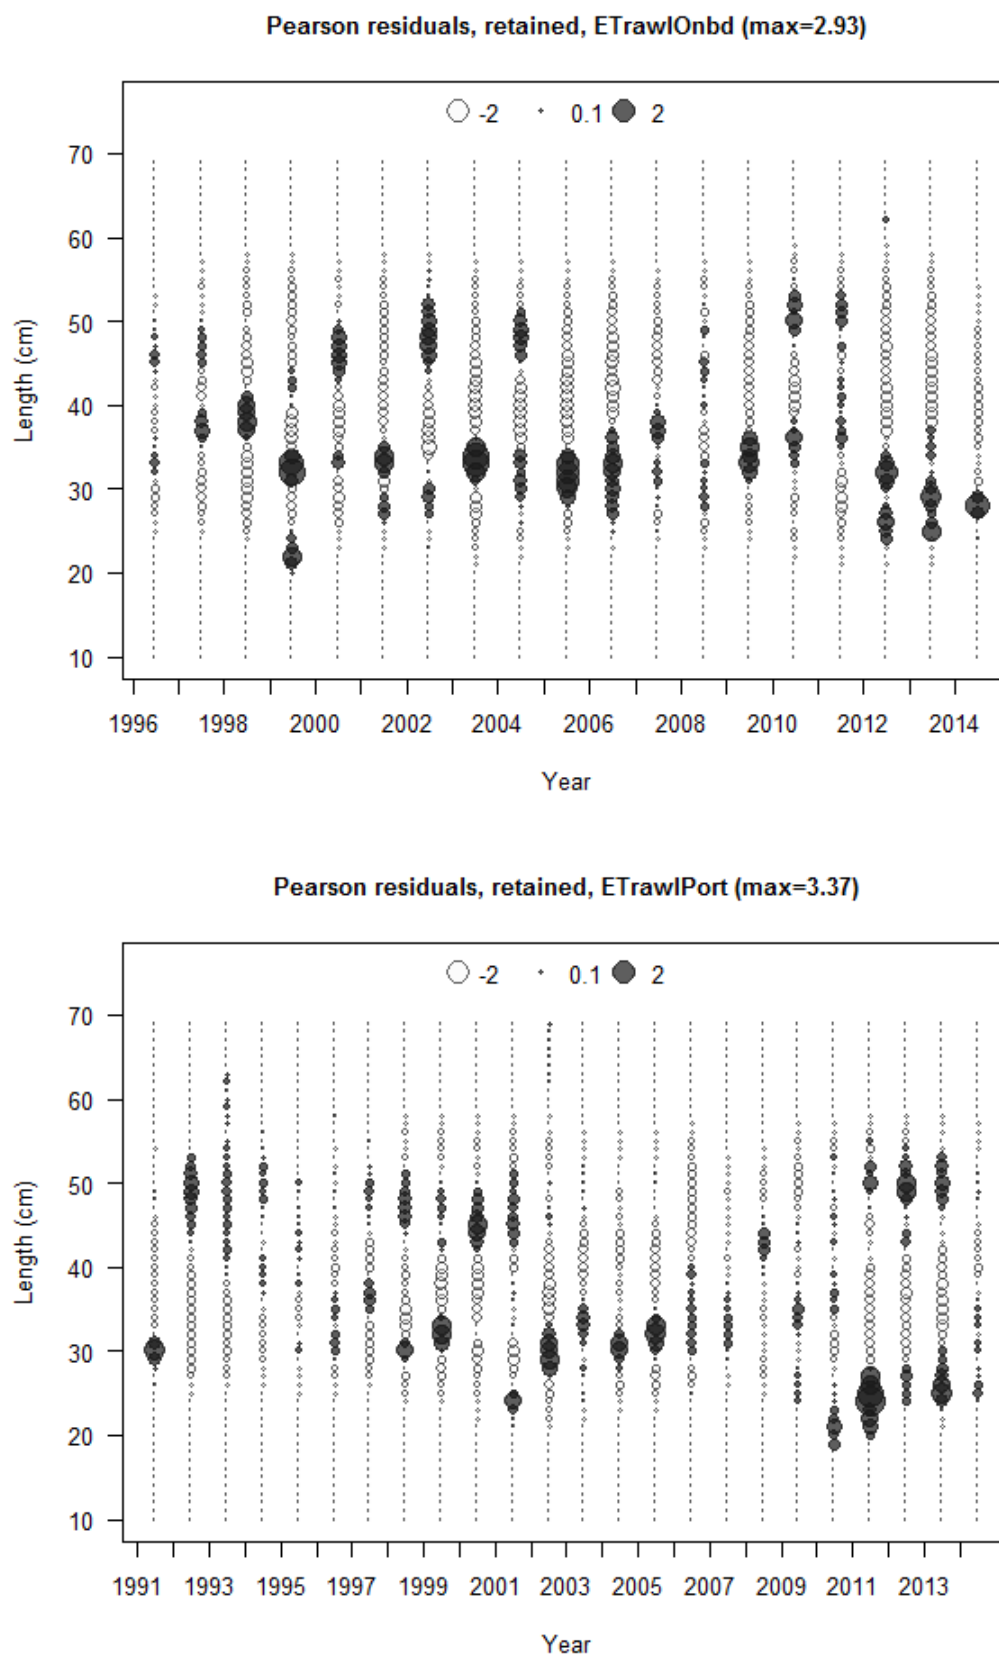 Pearson residuals, retained, ETrawlOnbd (max=2.93)
-2 0.1 2
70
60
50
40
30
20
10
Length (cm)
1996 1998 2000 2002 2004 2006 2008 2010 2012 2014
Year
Pearson residuals, retained, ETrawlPort (max=3.37)
-2 0.1 2
70
60
50
40
30
20
10
Length (cm)
1991 1993 1995 1997 1999 2001 2003 2005 2007 2009 2011 2013
Year